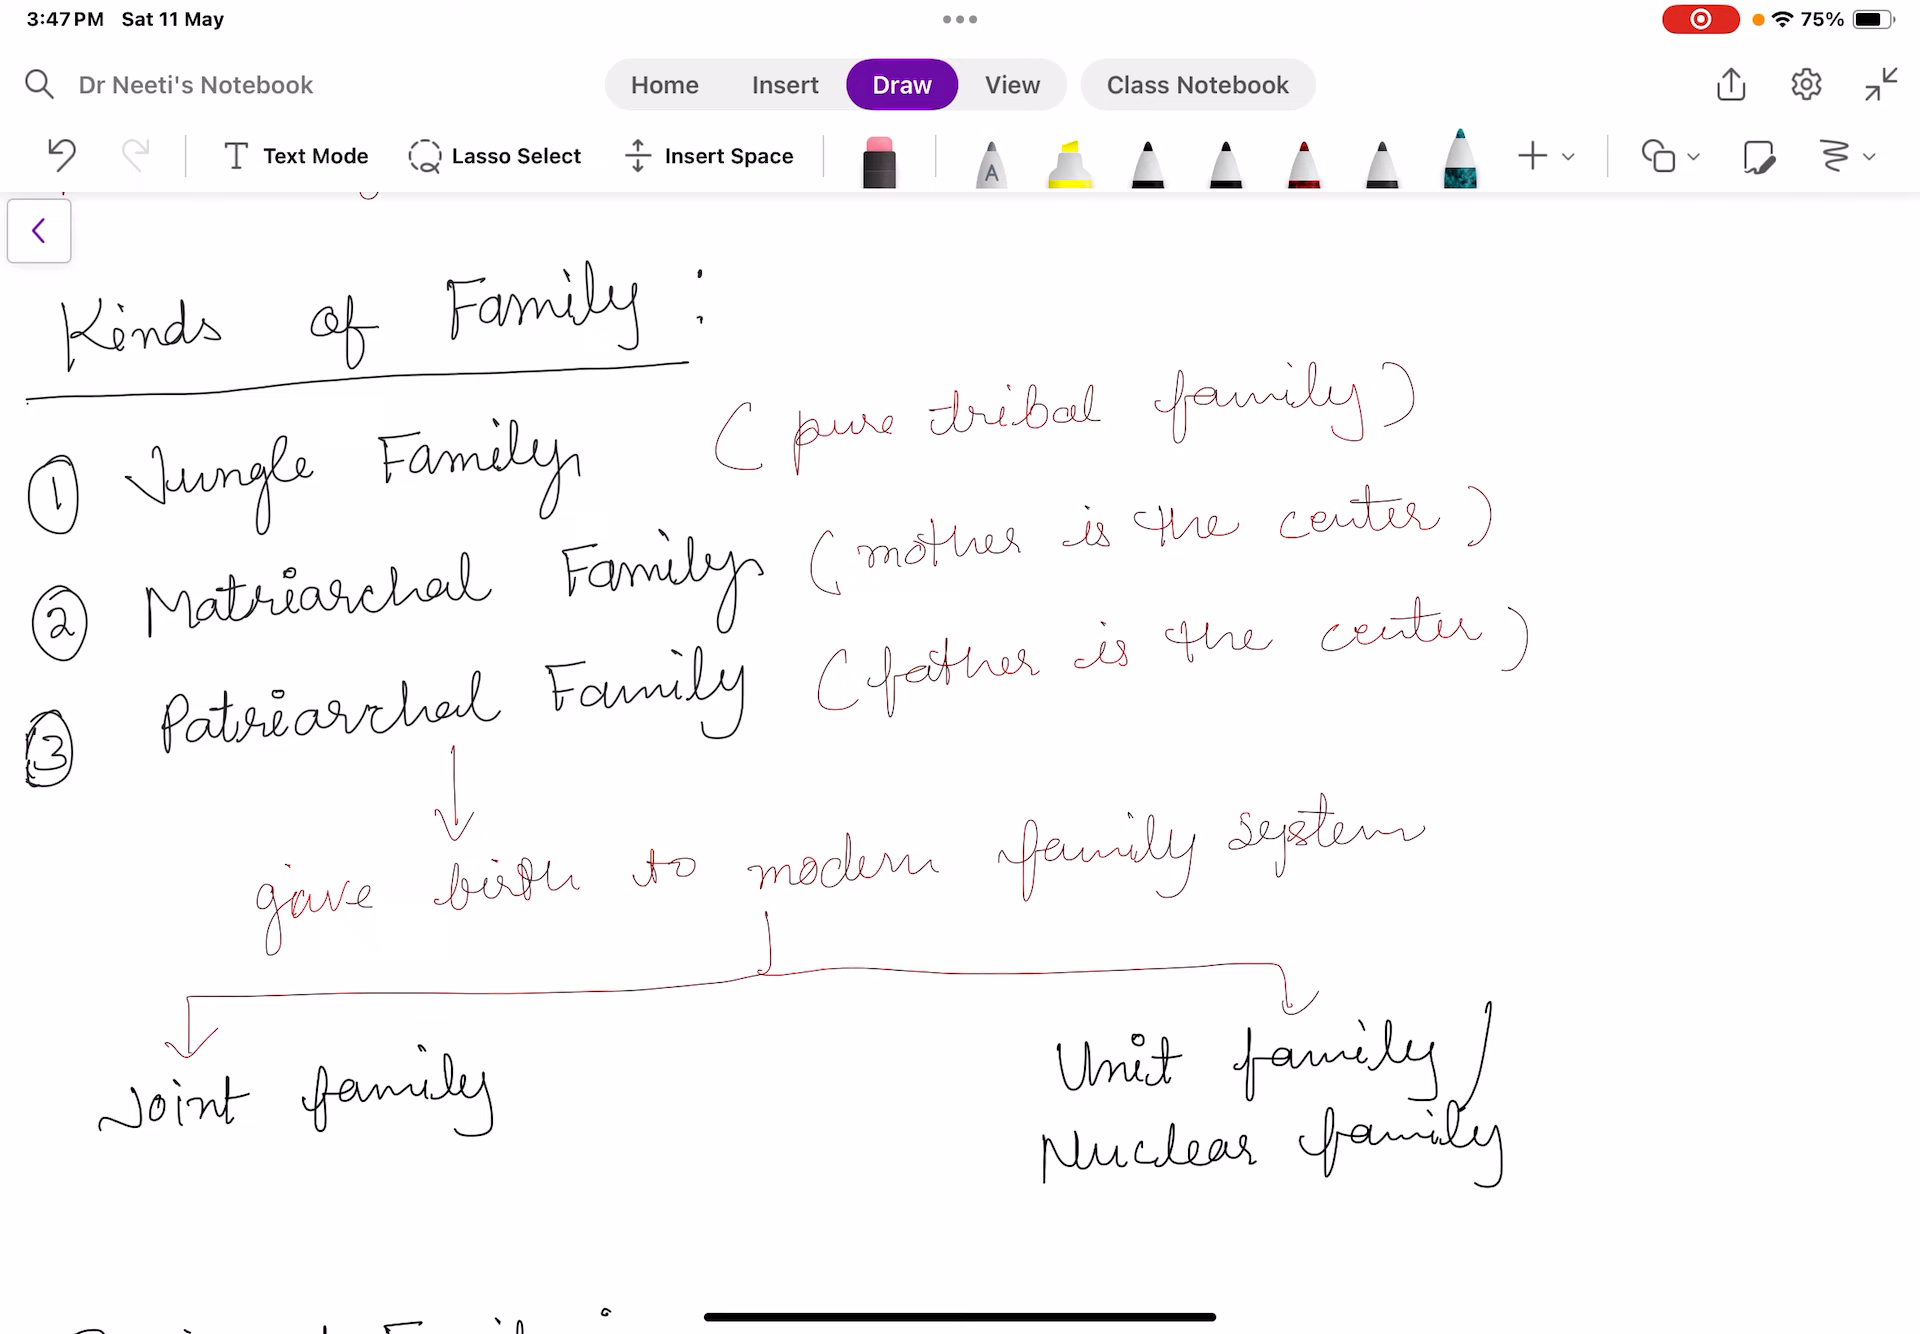 3:47 PM Sat 11 May
75%
Dr Neeti's Notebook
Home Insert Draw View Class Notebook
Text Mode Lasso Select Insert Space
A
Kinds of Family :
① Jungle Family (pure tribal family)
② Matriarchal Family (mother is the center)
③ Patriarchal Family (father is the center)
gave birth to modern family system
Joint family
Unit family /
Nuclear family